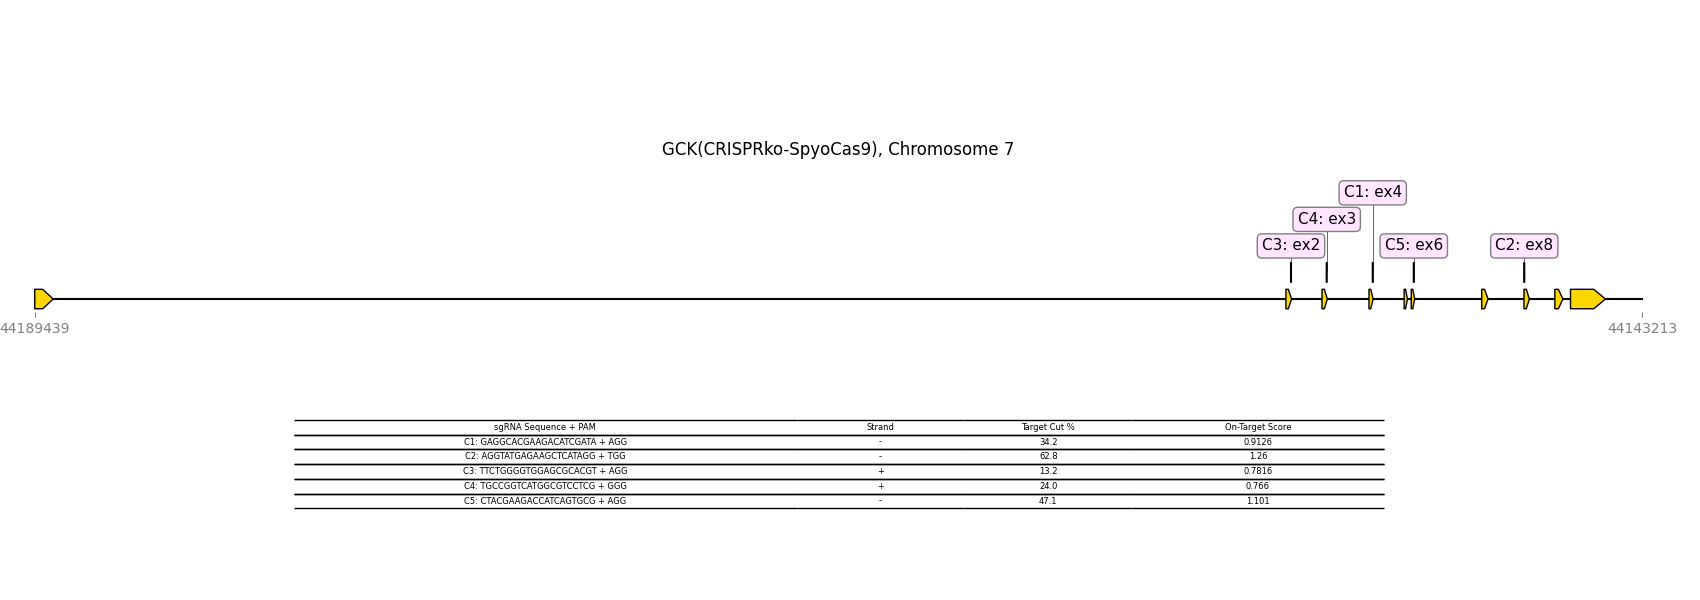 GCK(CRISPRko-SpyoCas9), Chromosome 7
C1: ex4
C4: ex3
C3: ex2
C5: ex6
C2: ex8
44189439
44143213
sgRNA Sequence + PAM Strand Target Cut % On-Target Score
C1: GAGGCACGAAGACATCGATA + AGG - 34.2 0.9126
C2: AGGTATGAGAAGCTCATAGG + TGG - 62.8 1.26
C3: TTCTGGGGTGGAGCGCACGT + AGG + 13.2 0.7816
C4: TGCCGGTCATGGCGTCCTCG + GGG + 24.0 0.766
C5: CTACGAAGACCATCAGTGCG + AGG - 47.1 1.101